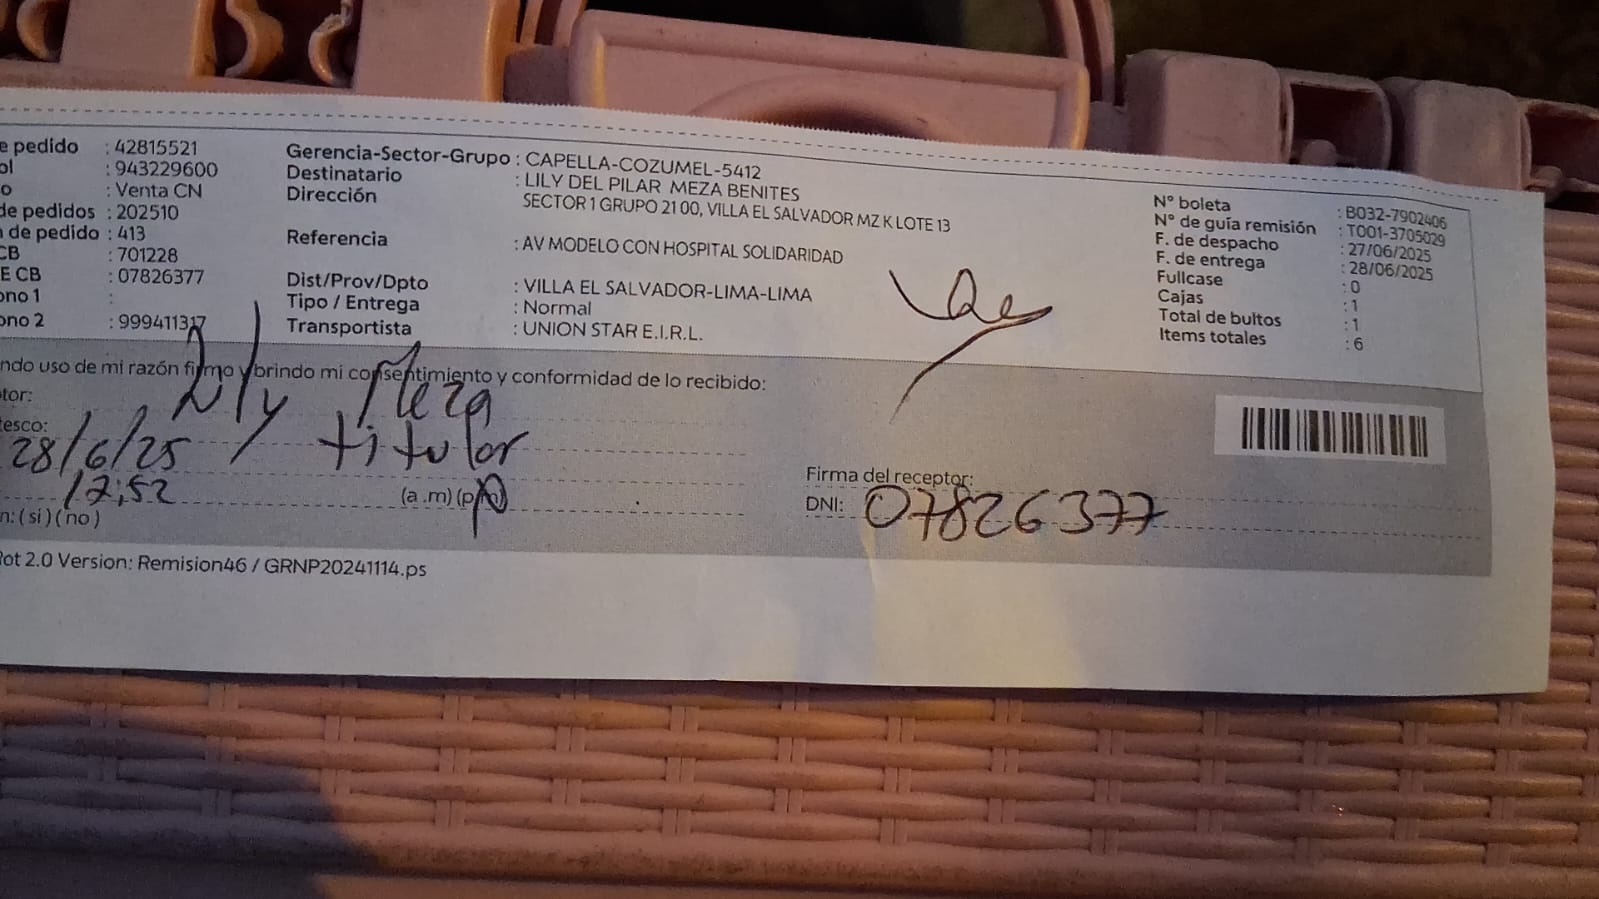 e pedido : 42815521
ol : 943229600
o : Venta CN
de pedidos : 202510
a de pedido : 413
CB : 701228
E CB : 07826377
ono 1 :
ono 2 : 999411317
Gerencia-Sector-Grupo : CAPELLA-COZUMEL-5412
Destinatario : LILY DEL PILAR MEZA BENITES
Dirección SECTOR 1 GRUPO 21 00, VILLA EL SALVADOR MZ K LOTE 13
Referencia : AV MODELO CON HOSPITAL SOLIDARIDAD
Dist/Prov/Dpto : VILLA EL SALVADOR-LIMA-LIMA
Tipo / Entrega : Normal
Transportista : UNION STAR E.I.R.L.
N° boleta : B032-7902406
N° de guía remisión : T001-3705029
F. de despacho : 27/06/2025
F. de entrega : 28/06/2025
Fullcase : 0
Cajas : 1
Total de bultos : 1
Items totales : 6
ndo uso de mi razón firmo y brindo mi consentimiento y conformidad de lo recibido:
tor: Lily Meza
tesco: titular
28/6/25
17:52 (a.m) (p
n: ( si ) ( no )
Firma del receptor:
DNI: 07826377
lot 2.0 Version: Remision46 / GRNP20241114.ps